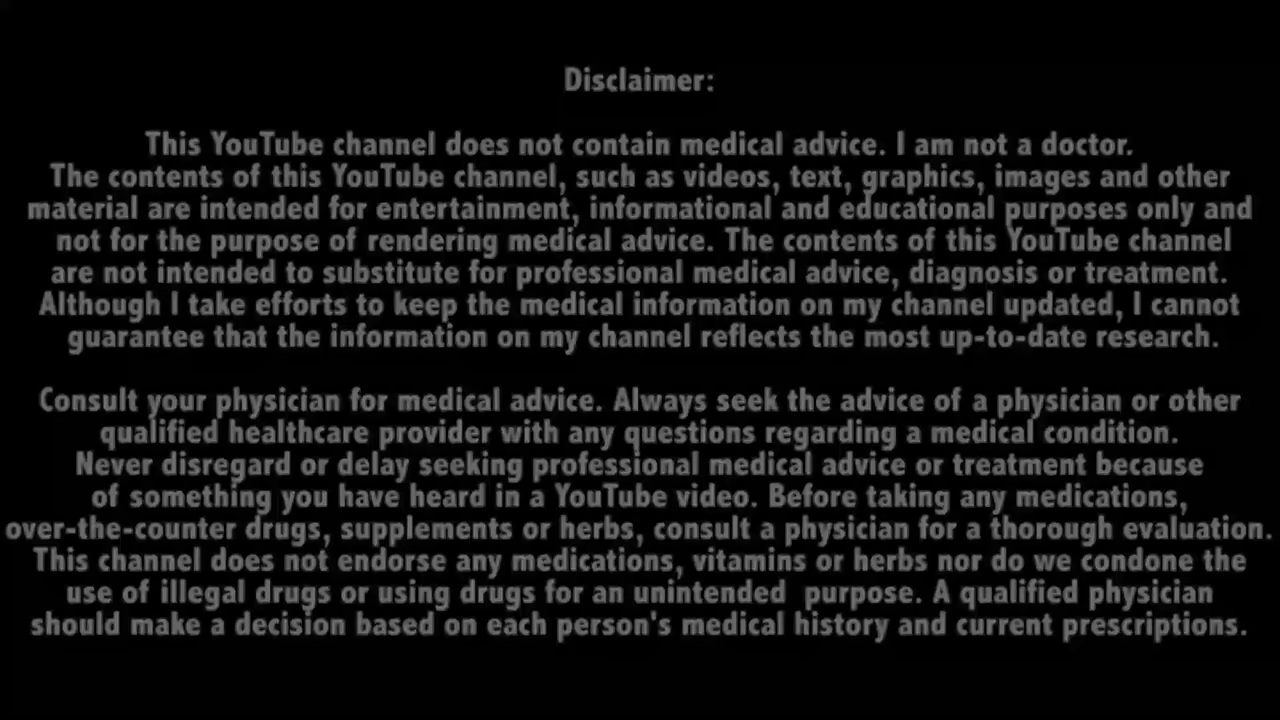 Disclaimer:
This YouTube channel does not contain medical advice. I am not a doctor.
The contents of this YouTube channel, such as videos, text, graphics, images and other
material are intended for entertainment, informational and educational purposes only and
not for the purpose of rendering medical advice. The contents of this YouTube channel
are not intended to substitute for professional medical advice, diagnosis or treatment.
Although I take efforts to keep the medical information on my channel updated, I cannot
guarantee that the information on my channel reflects the most up-to-date research.
Consult your physician for medical advice. Always seek the advice of a physician or other
qualified healthcare provider with any questions regarding a medical condition.
Never disregard or delay seeking professional medical advice or treatment because
of something you have heard in a YouTube video. Before taking any medications,
over-the-counter drugs, supplements or herbs, consult a physician for a thorough evaluation.
This channel does not endorse any medications, vitamins or herbs nor do we condone the
use of illegal drugs or using drugs for an unintended  purpose. A qualified physician
should make a decision based on each person's medical history and current prescriptions.